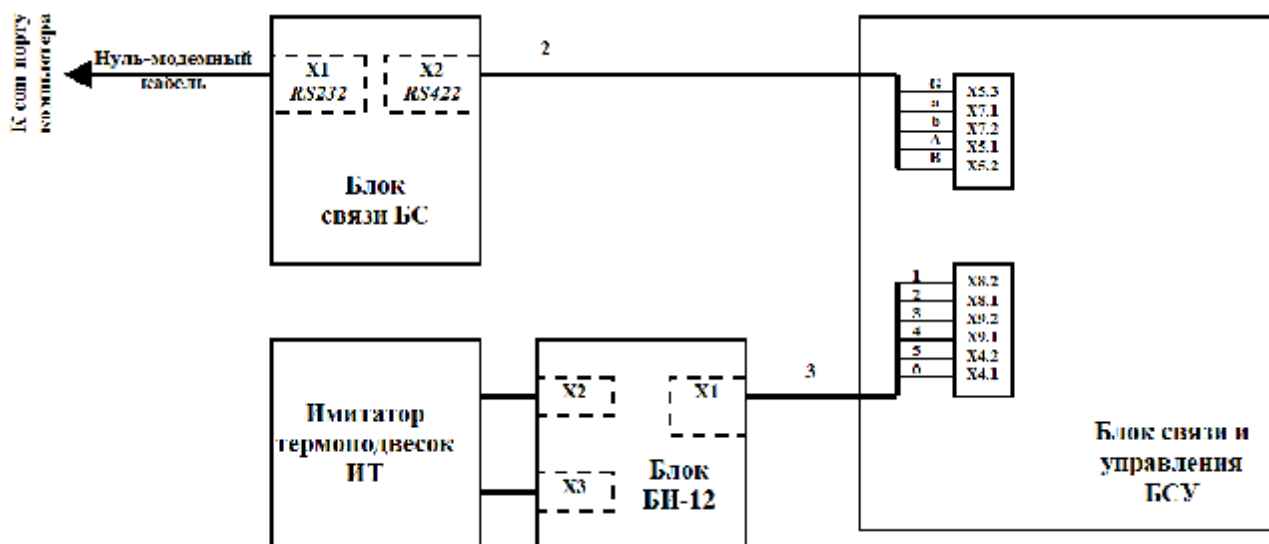 К com порту
компьютера
Нуль-модемный
кабель
X1
RS232
X2
RS422
2
Блок
связи БС
G
a
b
A
B
X5.3
X7.1
X7.2
X5.1
X5.2
1
2
3
4
5
6
X8.2
X8.1
X9.2
X9.1
X4.2
X4.1
Имитатор
термоподвесок
ИТ
X2
X1
X3
Блок
БИ-12
3
Блок связи и
управления
БСУ